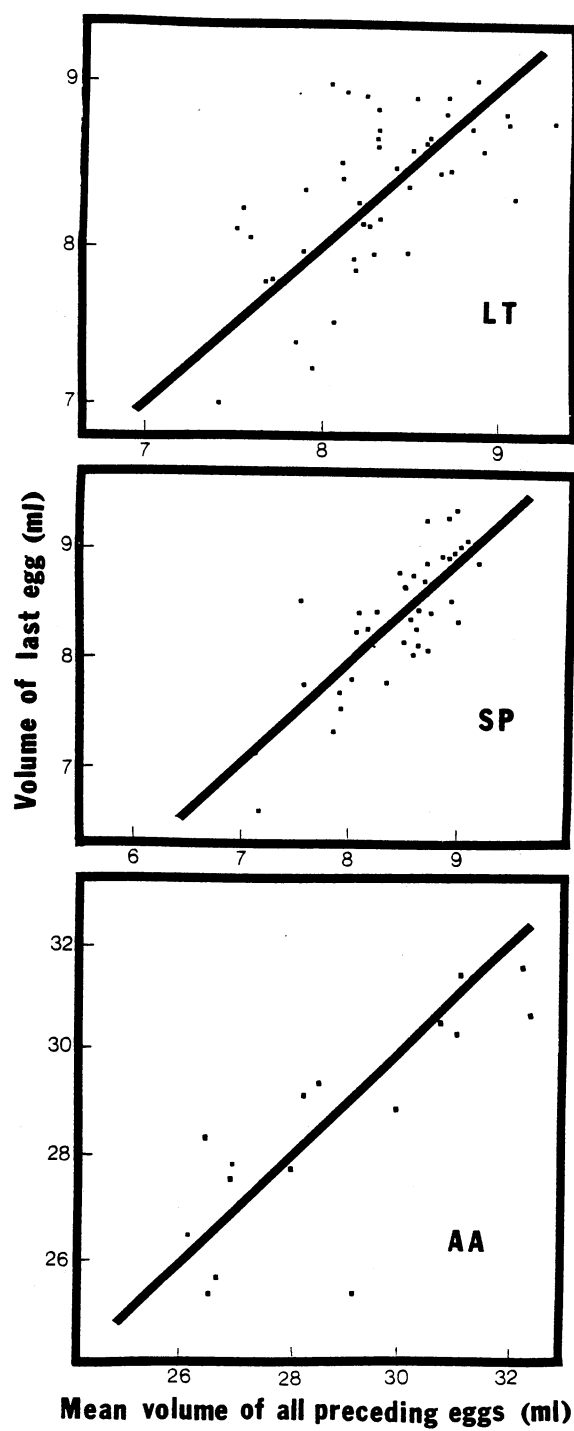 9
8
7
LT
7 8 9
9
8
7
SP
6 7 8 9
32
30
28
26
AA
26 28 30 32
Volume of last egg (ml)
Mean volume of all preceding eggs (ml)